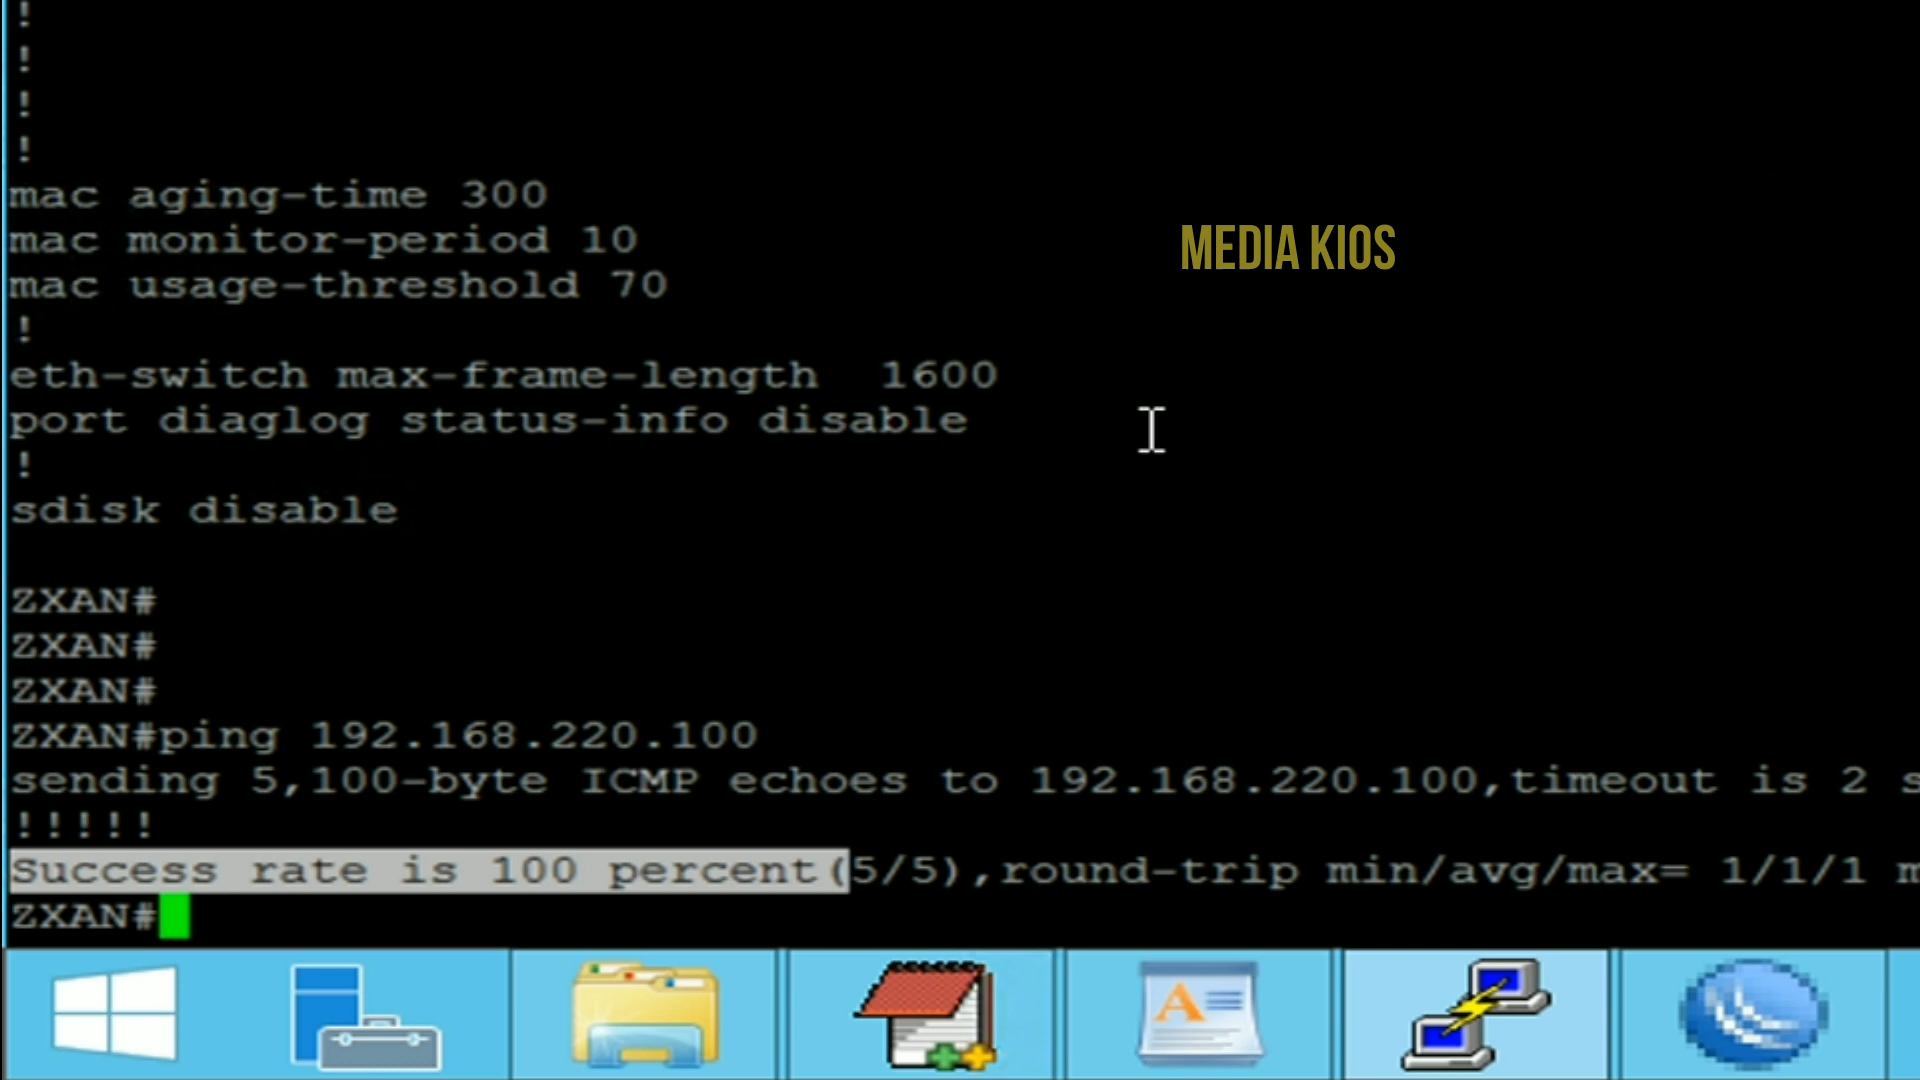 !
!
!
!
mac aging-time 300
mac monitor-period 10
mac usage-threshold 70
!
eth-switch max-frame-length  1600
port diaglog status-info disable
!
sdisk disable
ZXAN#
ZXAN#
ZXAN#
ZXAN#ping 192.168.220.100
sending 5,100-byte ICMP echoes to 192.168.220.100,timeout is 2 s
!!!!!
Success rate is 100 percent(5/5),round-trip min/avg/max= 1/1/1 m
ZXAN#
MEDIA KIOS